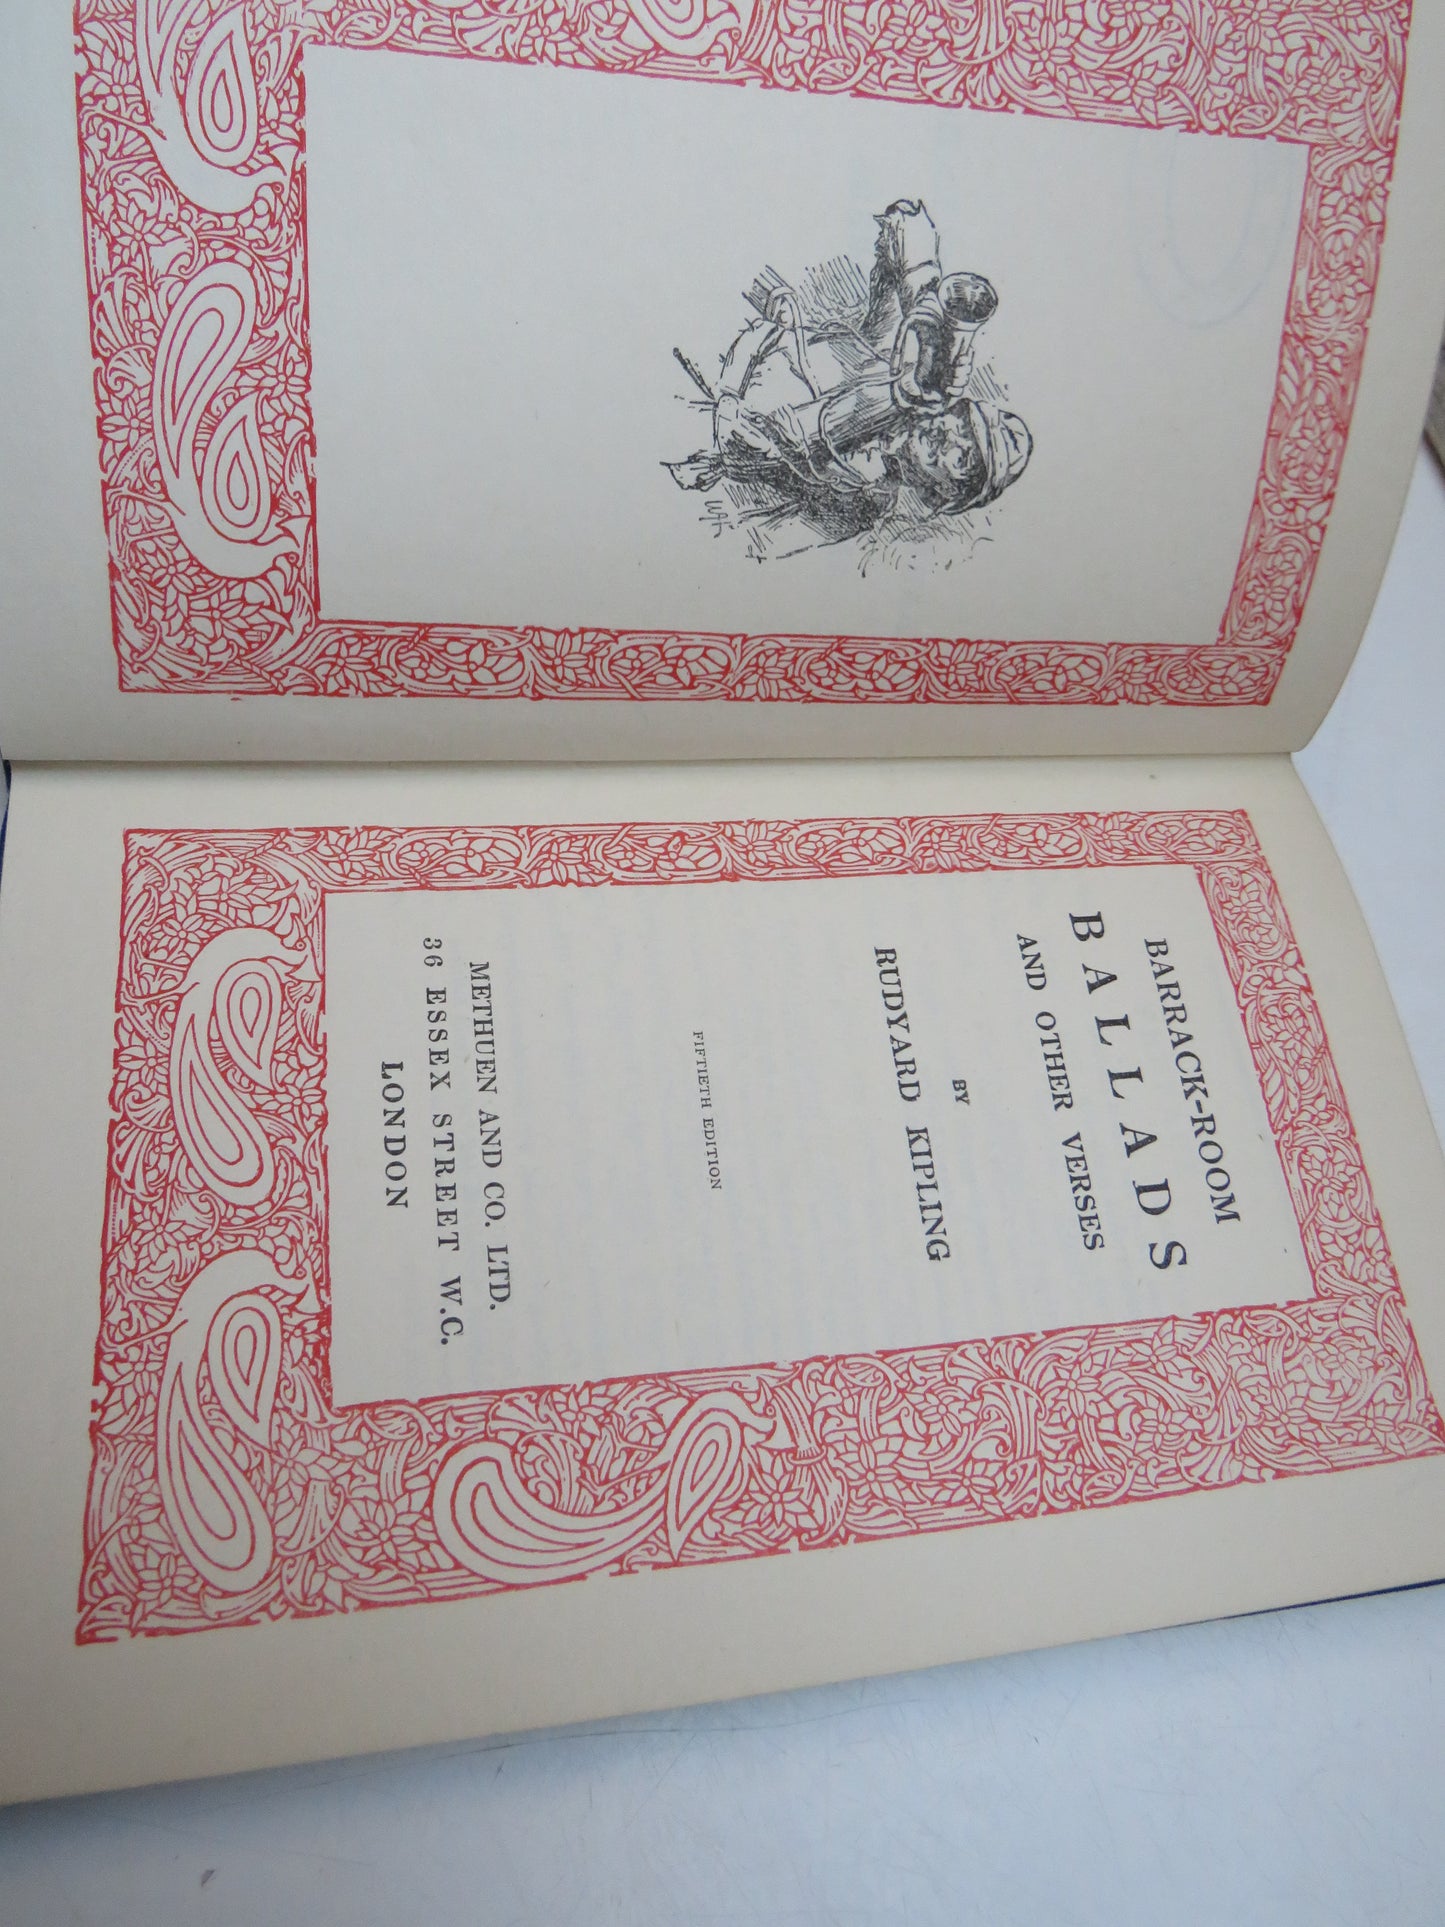 BARRACK-ROOM
BALLADS
AND OTHER VERSES
BY
RUDYARD KIPLING
FIFTIETH EDITION
METHUEN AND CO. LTD.
36 ESSEX STREET W.C.
LONDON